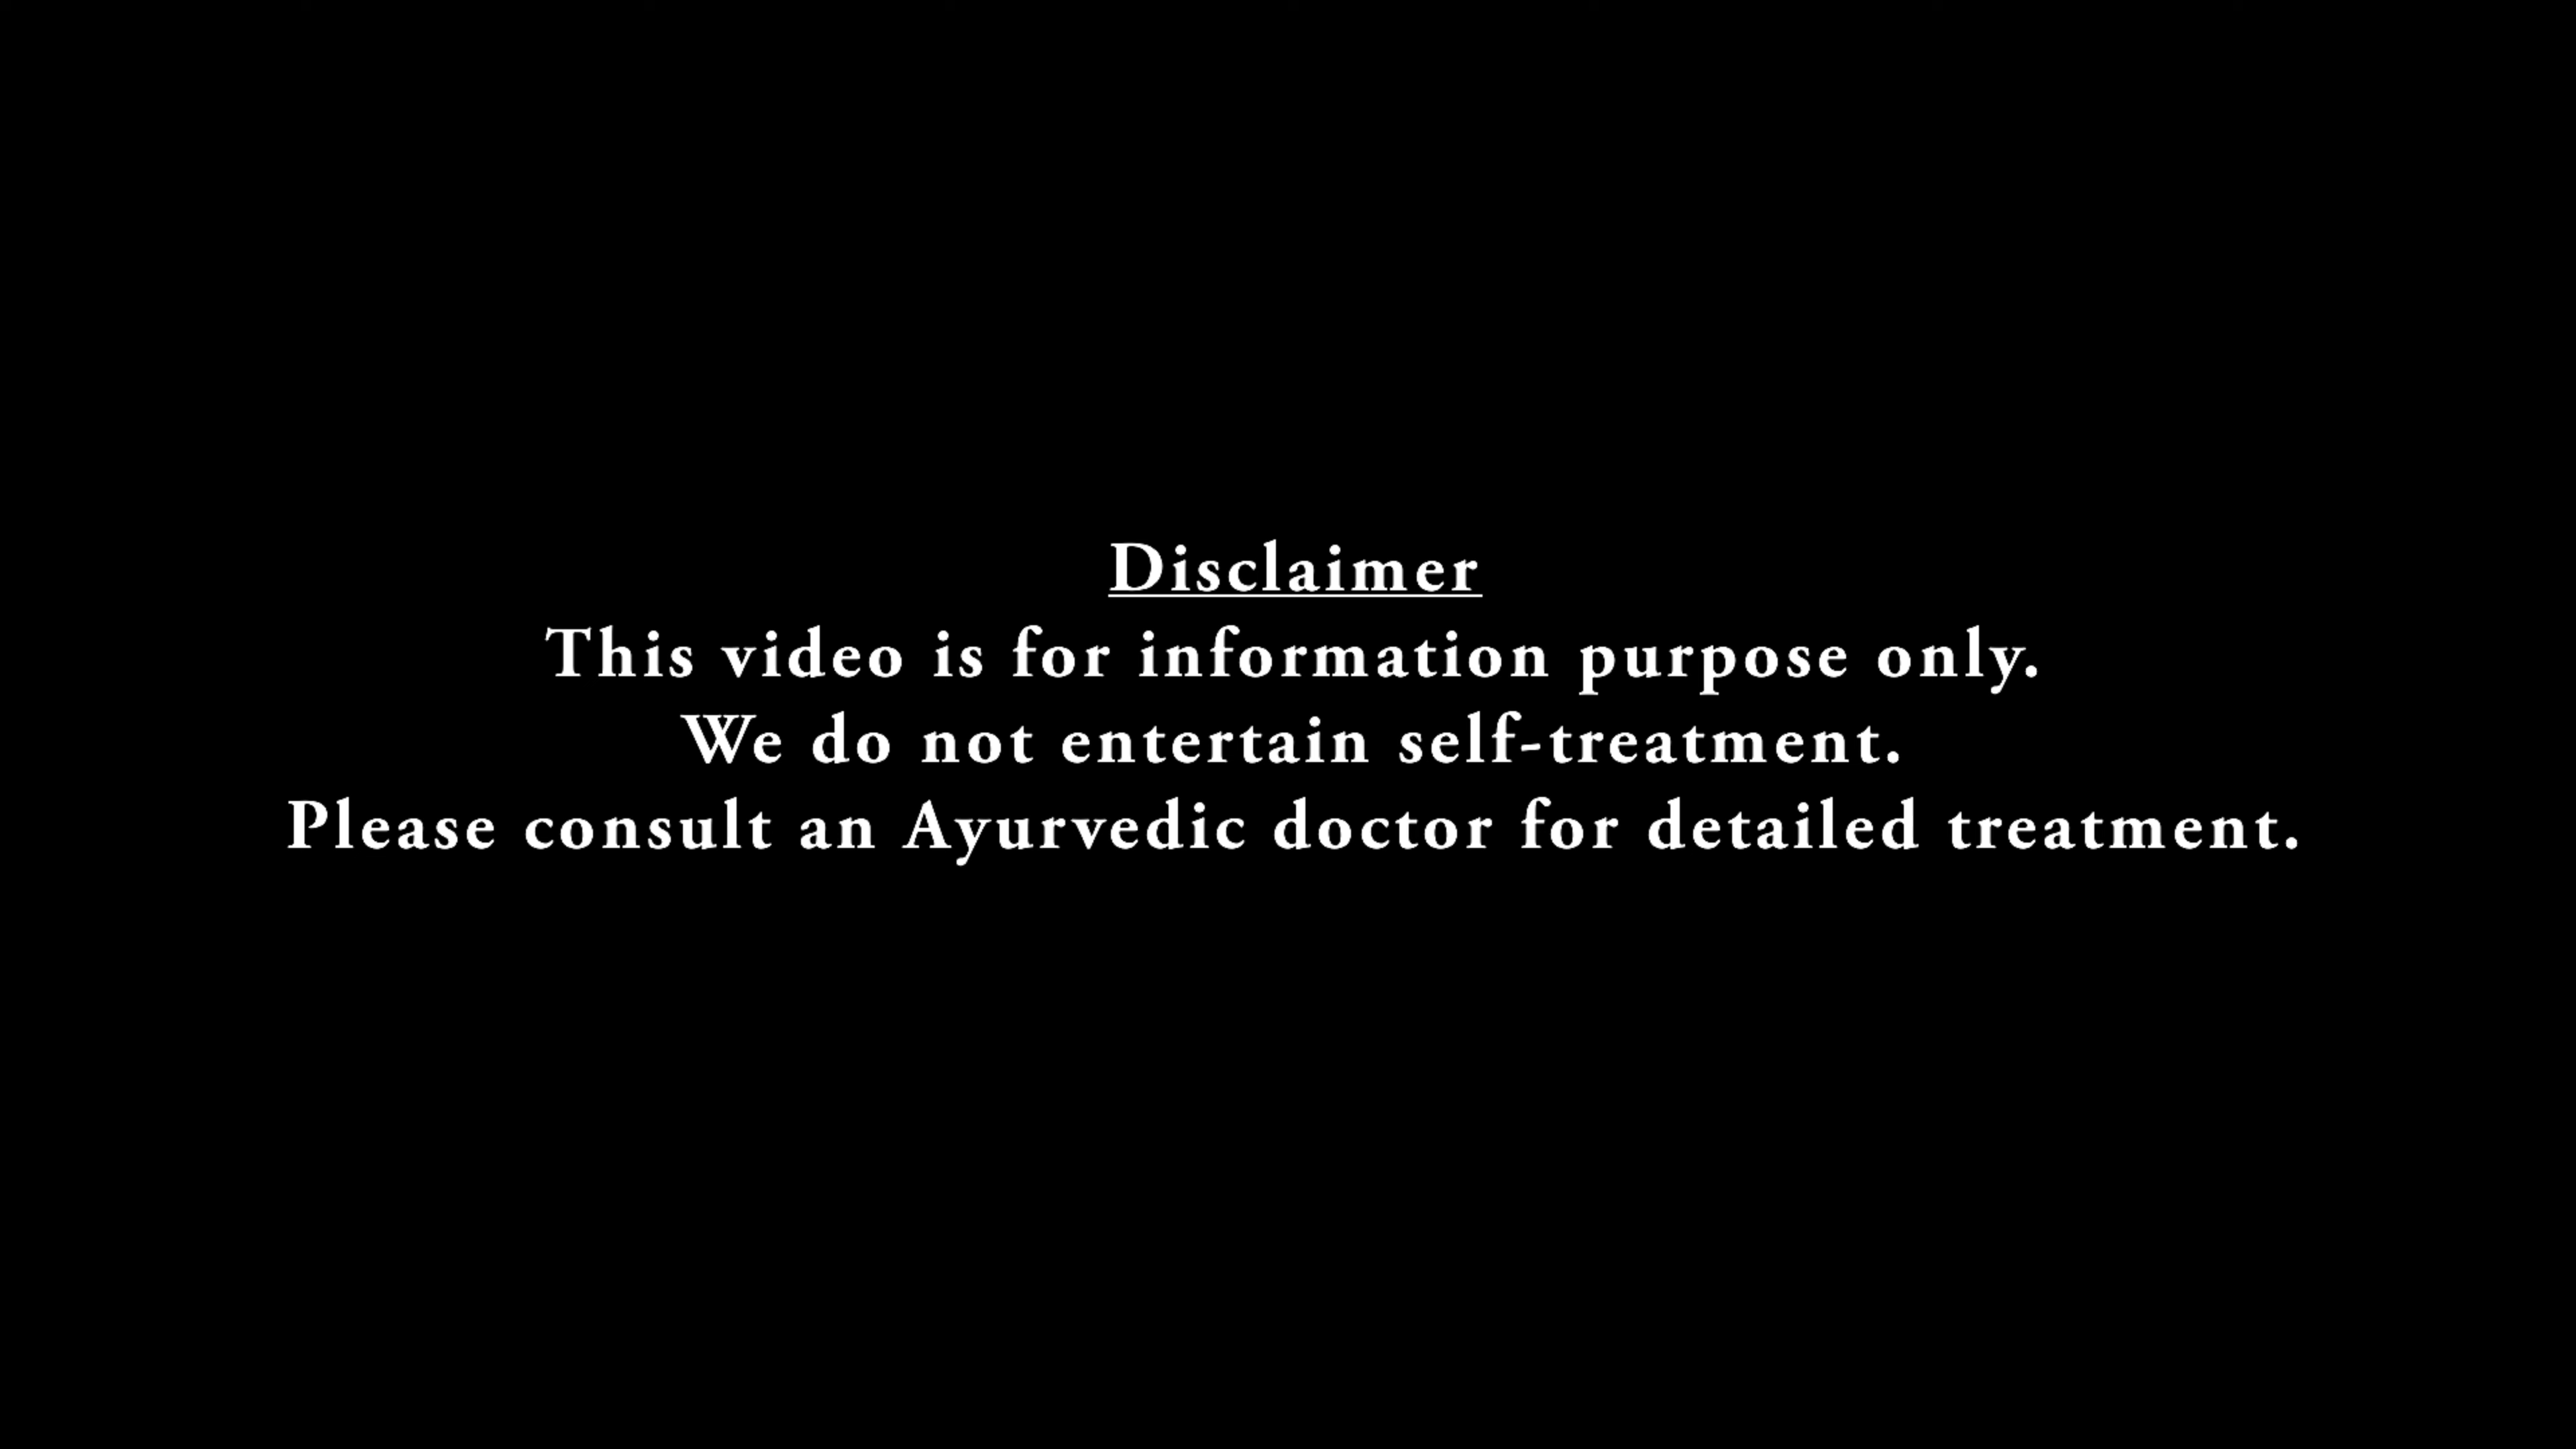 Disclaimer
This video is for information purpose only.
We do not entertain self-treatment.
Please consult an Ayurvedic doctor for detailed treatment.